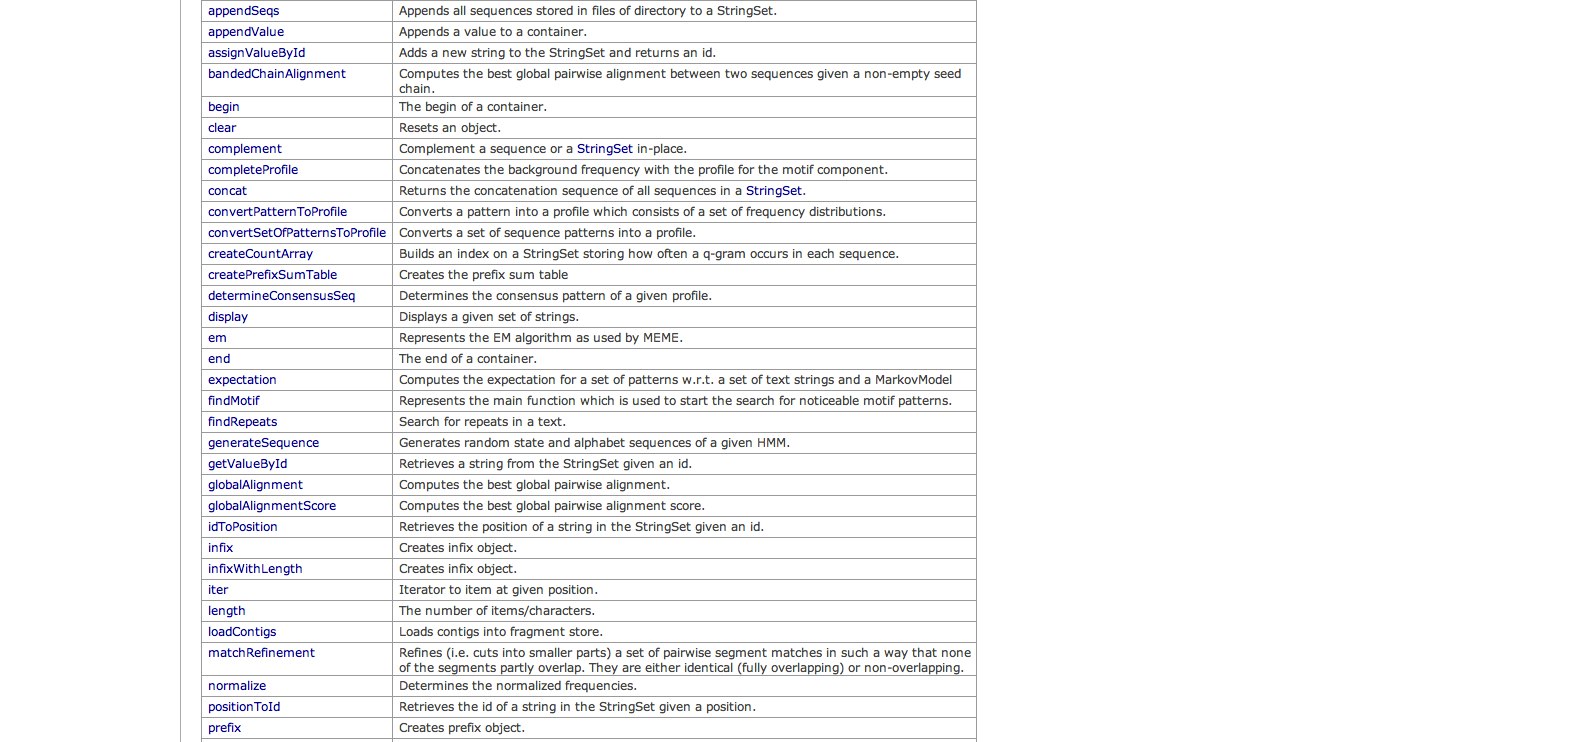 appendSeqs Appends all sequences stored in files of directory to a StringSet.
appendValue Appends a value to a container.
assignValueById Adds a new string to the StringSet and returns an id.
bandedChainAlignment Computes the best global pairwise alignment between two sequences given a non-empty seed
chain.
begin The begin of a container.
clear Resets an object.
complement Complement a sequence or a StringSet in-place.
completeProfile Concatenates the background frequency with the profile for the motif component.
concat Returns the concatenation sequence of all sequences in a StringSet.
convertPatternToProfile Converts a pattern into a profile which consists of a set of frequency distributions.
convertSetOfPatternsToProfile Converts a set of sequence patterns into a profile.
createCountArray Builds an index on a StringSet storing how often a q-gram occurs in each sequence.
createPrefixSumTable Creates the prefix sum table
determineConsensusSeq Determines the consensus pattern of a given profile.
display Displays a given set of strings.
em Represents the EM algorithm as used by MEME.
end The end of a container.
expectation Computes the expectation for a set of patterns w.r.t. a set of text strings and a MarkovModel
findMotif Represents the main function which is used to start the search for noticeable motif patterns.
findRepeats Search for repeats in a text.
generateSequence Generates random state and alphabet sequences of a given HMM.
getValueById Retrieves a string from the StringSet given an id.
globalAlignment Computes the best global pairwise alignment.
globalAlignmentScore Computes the best global pairwise alignment score.
idToPosition Retrieves the position of a string in the StringSet given an id.
infix Creates infix object.
infixWithLength Creates infix object.
iter Iterator to item at given position.
length The number of items/characters.
loadContigs Loads contigs into fragment store.
matchRefinement Refines (i.e. cuts into smaller parts) a set of pairwise segment matches in such a way that none
of the segments partly overlap. They are either identical (fully overlapping) or non-overlapping.
normalize Determines the normalized frequencies.
positionToId Retrieves the id of a string in the StringSet given a position.
prefix Creates prefix object.